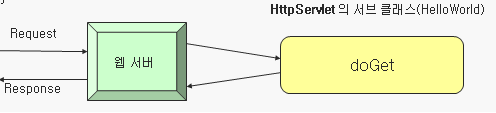 HttpServlet 의 서브 클래스(HelloWorld)
Request
웹 서버
doGet
Response